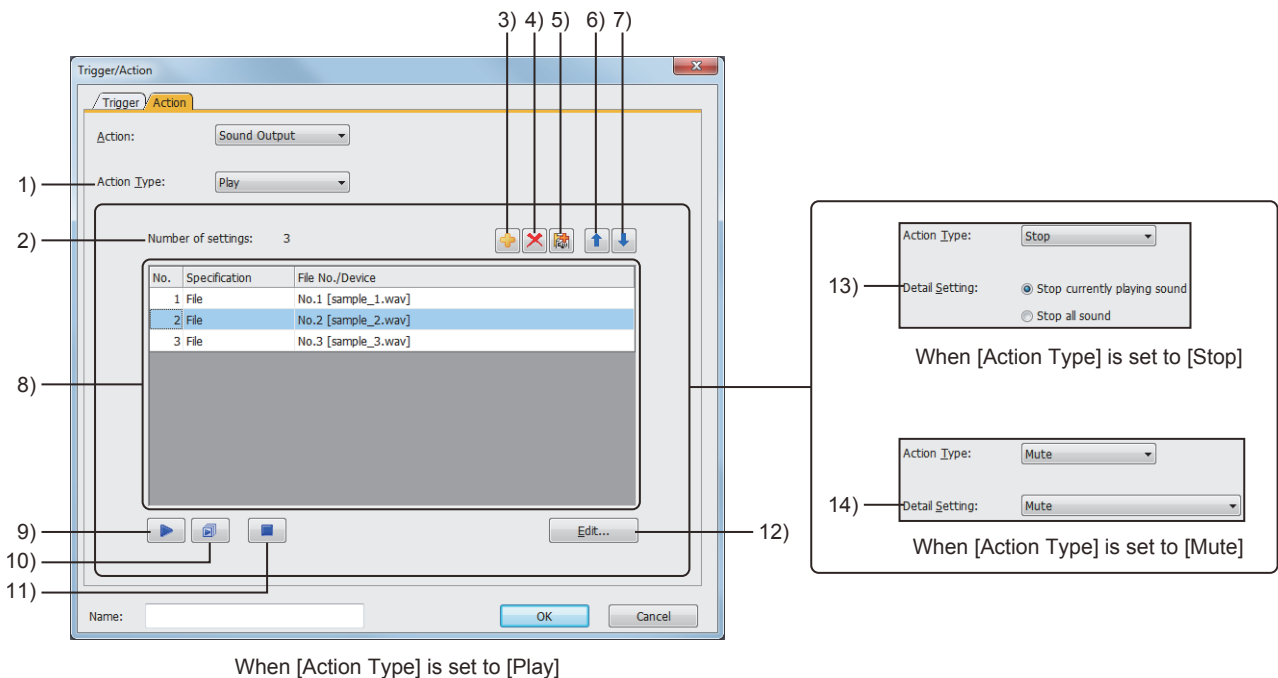 3) 4) 5) 6) 7)
Trigger/Action
Trigger Action
Action: Sound Output
1) Action Type: Play
2) Number of settings: 3
No. Specification File No./Device
1 File No.1 [sample_1.wav]
2 File No.2 [sample_2.wav]
3 File No.3 [sample_3.wav]
8)
9)
10)
11)
Edit...
12)
Name:
OK Cancel
When [Action Type] is set to [Play]
Action Type: Stop
13) Detail Setting: Stop currently playing sound
Stop all sound
When [Action Type] is set to [Stop]
Action Type: Mute
14) Detail Setting: Mute
When [Action Type] is set to [Mute]